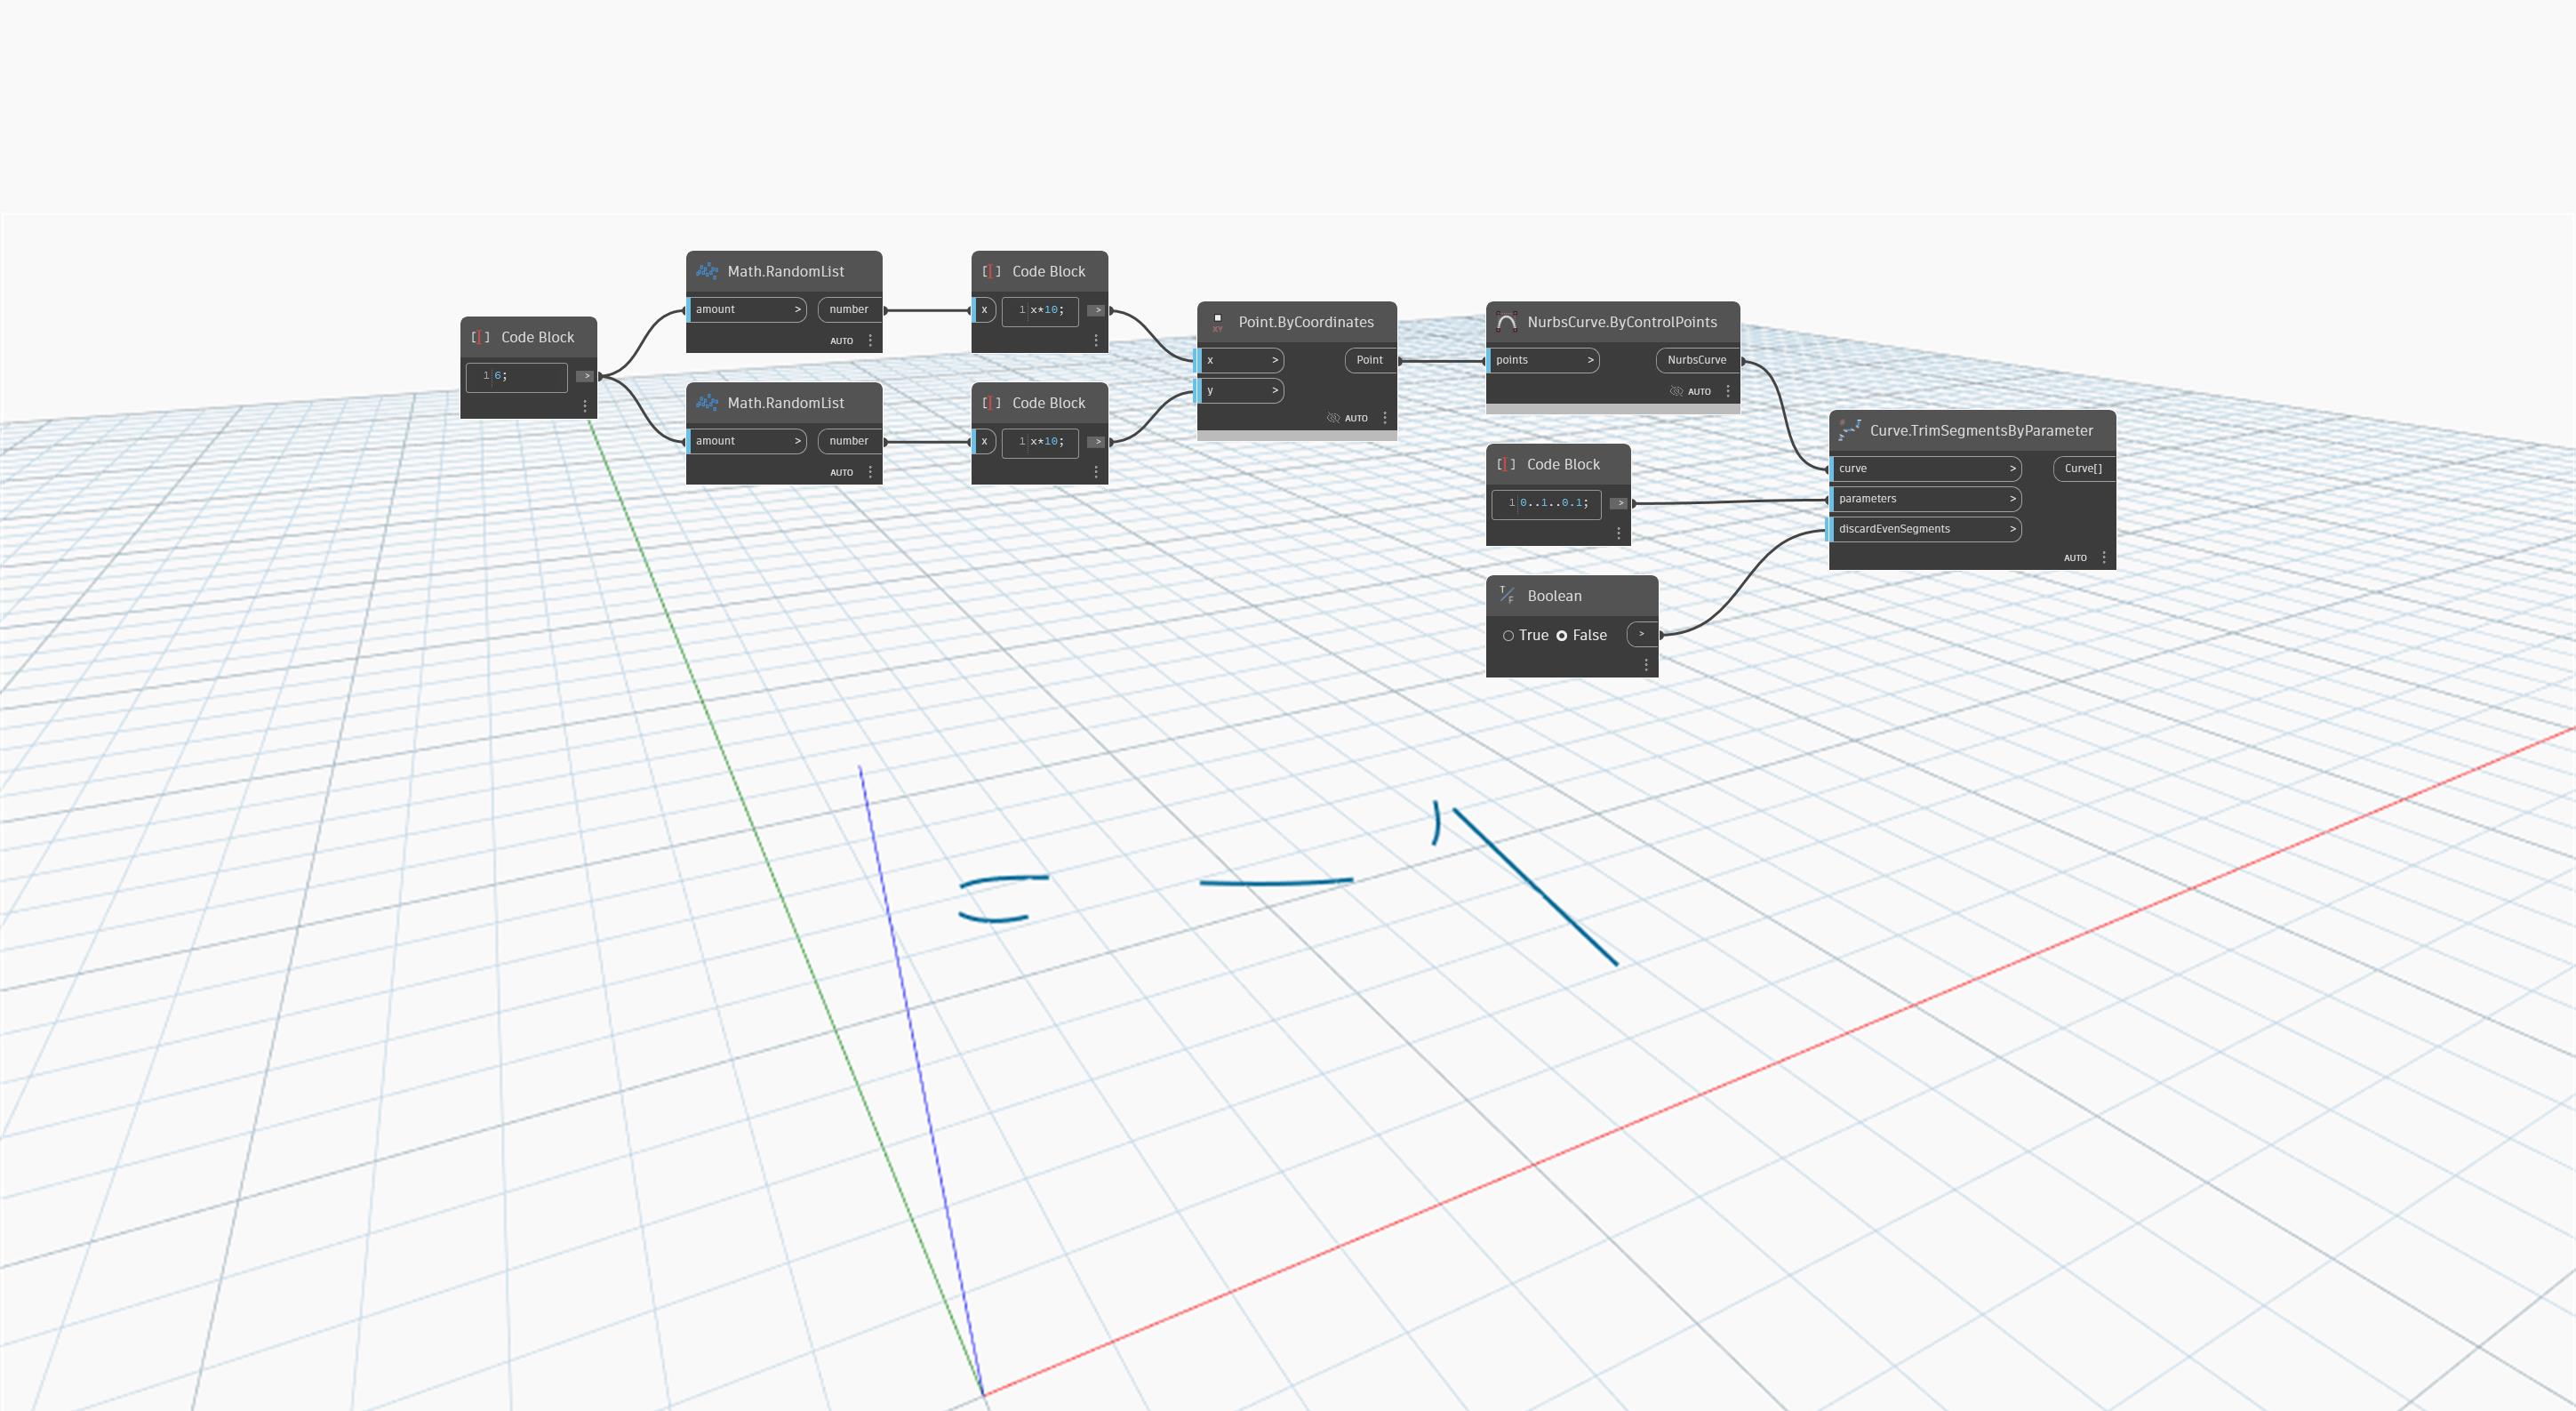 Code Block
1 6; >
Math.RandomList
amount > number
AUTO
Math.RandomList
amount > number
AUTO
Code Block
x 1 x*10; >
Code Block
x 1 x*10; >
Point.ByCoordinates
XY
x > Point
y >
AUTO
NurbsCurve.ByControlPoints
points > NurbsCurve
AUTO
Code Block
1 0..1..0.1; >
Boolean
T/F
True False >
Curve.TrimSegmentsByParameter
curve > Curve[]
parameters >
discardEvenSegments >
AUTO